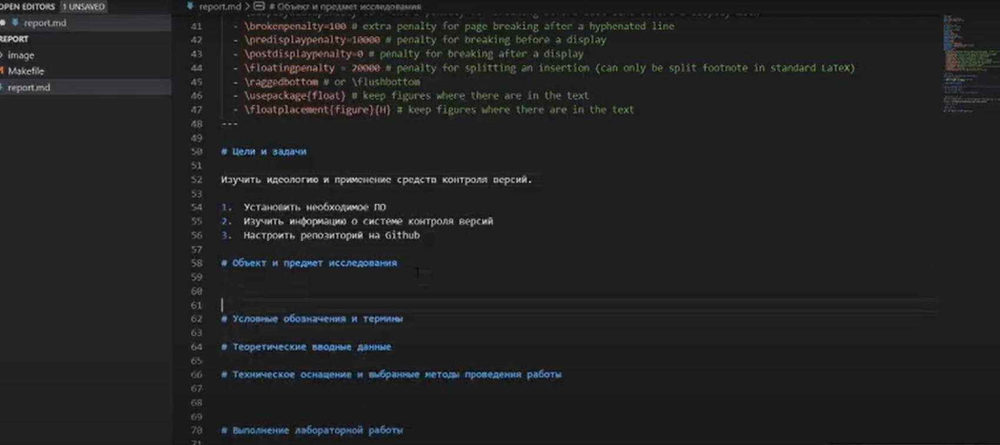 OPEN EDITORS 1 UNSAVED
report.md
REPORT
image
Makefile
report.md
report.md > # Объект и предмет исследования
41 - \brokenpenalty=100 # extra penalty for page breaking after a hyphenated line
42 - \predisplaypenalty=10000 # penalty for breaking before a display
43 - \postdisplaypenalty=0 # penalty for breaking after a display
44 - \floatingpenalty = 20000 # penalty for splitting an insertion (can only be split footnote in standard LaTeX)
45 - \raggedbottom # or \flushbottom
46 - \usepackage{float} # keep figures where there are in the text
47 - \floatplacement{figure}{H} # keep figures where there are in the text
48 ---
49
50 # Цели и задачи
51
52 Изучить идеологию и применение средств контроля версий.
53
54 1. Установить необходимое ПО
55 2. Изучить информацию о системе контроля версий
56 3. Настроить репозиторий на Github
57
58 # Объект и предмет исследования
59
60
61
62 # Условные обозначения и термины
63
64 # Теоретические вводные данные
65
66 # Техническое оснащение и выбранные методы проведения работы
67
68
69
70 # Выполнение лабораторной работы
71